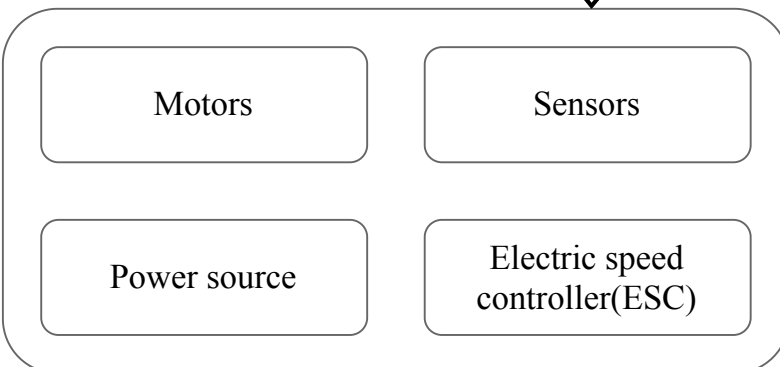 Motors
Sensors
Power source
Electric speed
controller(ESC)